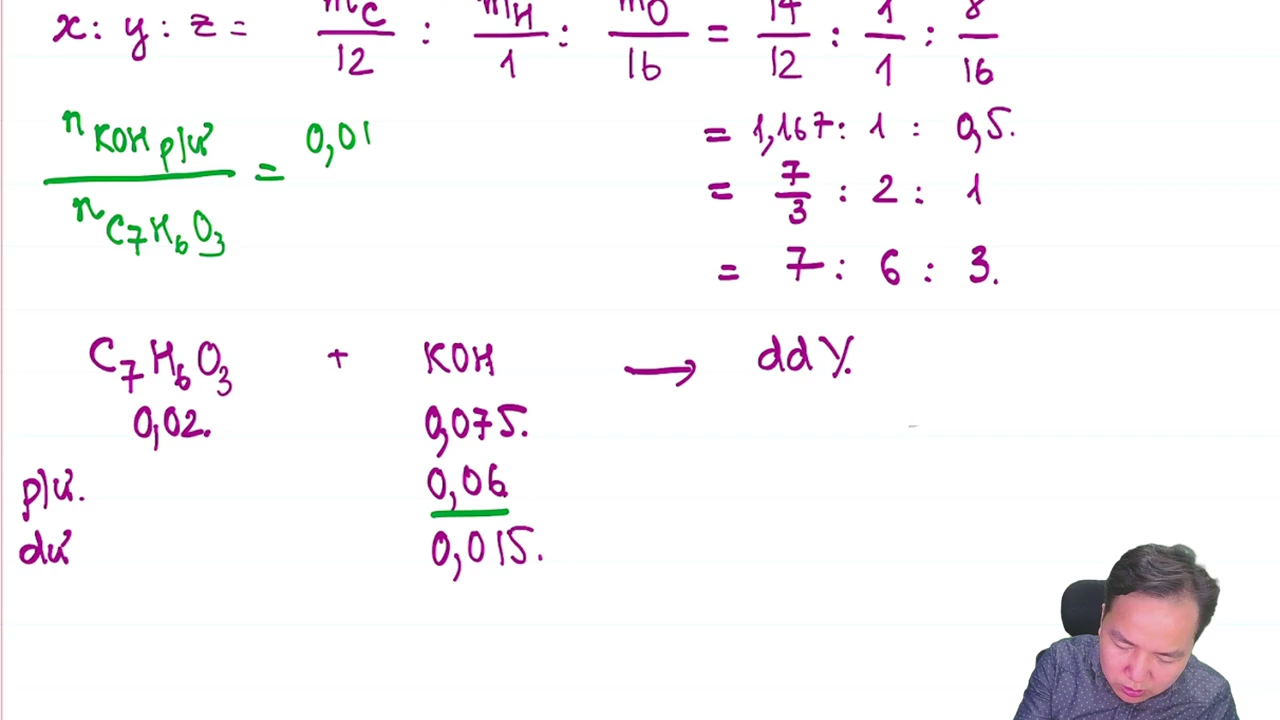 x : y : z = mC/12 : mH/1 : mO/16 = 14/12 : 1/1 : 8/16
= 1,167 : 1 : 0,5.
nKOH p/ứ / nC7H6O3 = 0,01
= 7/3 : 2 : 1
= 7 : 6 : 3.
C7H6O3 + KOH → dd Y.
0,02. 0,075.
p/ứ. 0,06
dư 0,015.